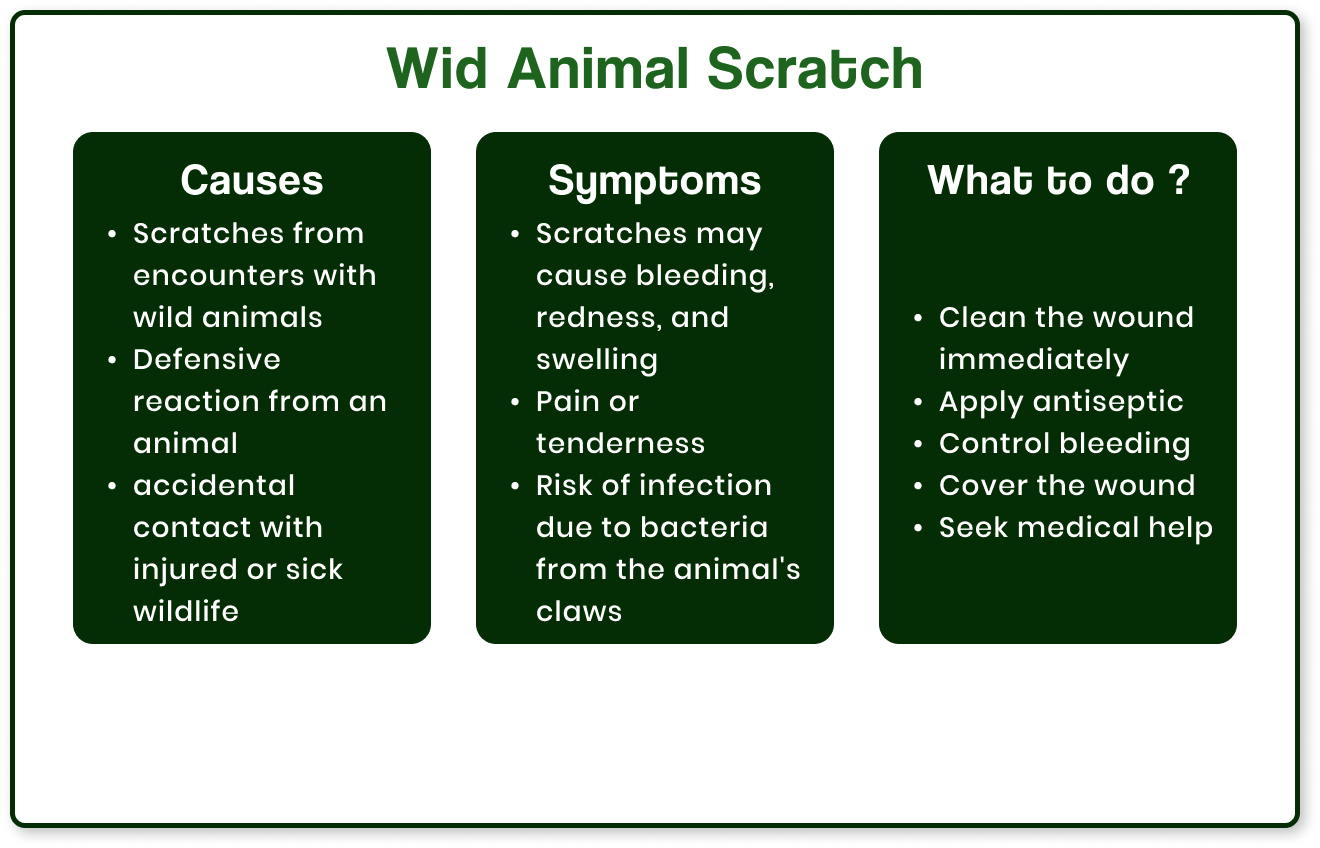 Wid Animal Scratch
Causes
• Scratches from
encounters with
wild animals
• Defensive
reaction from an
animal
• accidental
contact with
injured or sick
wildlife
Symptoms
• Scratches may
cause bleeding,
redness, and
swelling
• Pain or
tenderness
• Risk of infection
due to bacteria
from the animal's
claws
What to do ?
• Clean the wound
immediately
• Apply antiseptic
• Control bleeding
• Cover the wound
• Seek medical help